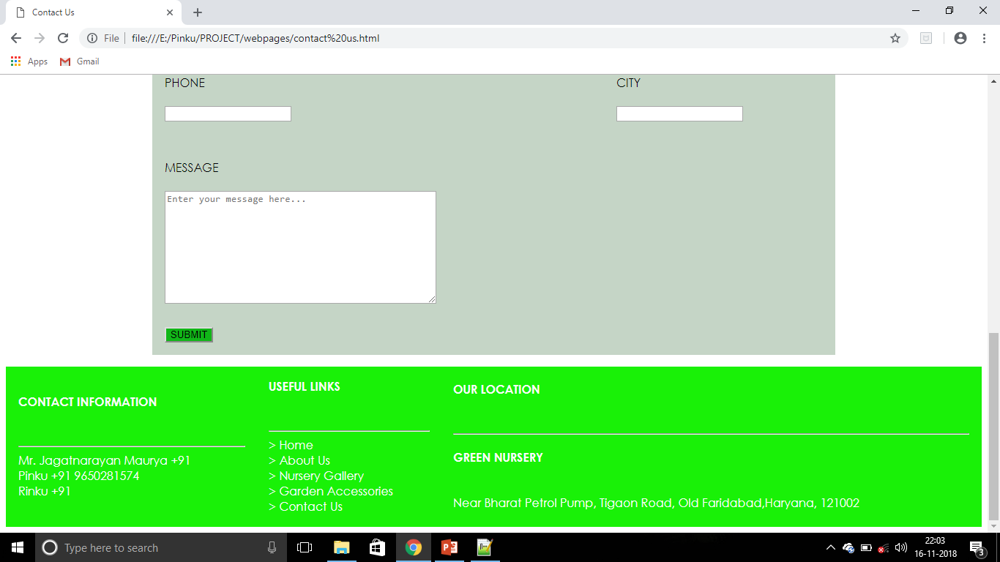 Contact Us
File
file:///E:/Pinku/PROJECT/webpages/contact%20us.html
Apps
Gmail
PHONE
CITY
MESSAGE
Enter your message here...
SUBMIT
CONTACT INFORMATION
Mr. Jagatnarayan Maurya +91
Pinku +91 9650281574
Rinku +91
USEFUL LINKS
> Home
> About Us
> Nursery Gallery
> Garden Accessories
> Contact Us
OUR LOCATION
GREEN NURSERY
Near Bharat Petrol Pump, Tigaon Road, Old Faridabad,Haryana, 121002
Type here to search
22:03
16-11-2018
3